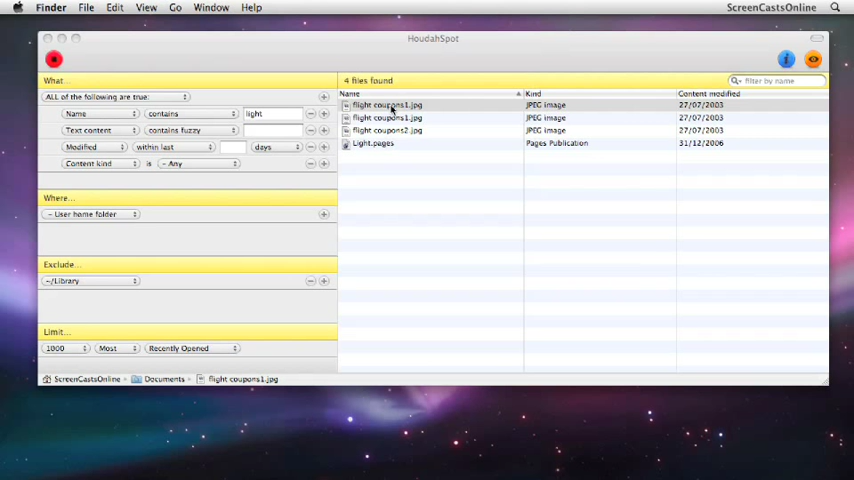 Finder File Edit View Go Window Help ScreenCastsOnline
HoudahSpot
What... 4 files found filter by name
Name Kind Content modified
ALL of the following are true:
flight coupons1.jpg JPEG image 27/07/2003
Name contains light
flight coupons1.jpg JPEG image 27/07/2003
Text content contains fuzzy
flight coupons2.jpg JPEG image 27/07/2003
Modified within last days
Light.pages Pages Publication 31/12/2006
Content kind is - Any
Where...
- User home folder
Exclude...
~/Library
Limit...
1000 Most Recently Opened
ScreenCastsOnline Documents flight coupons1.jpg